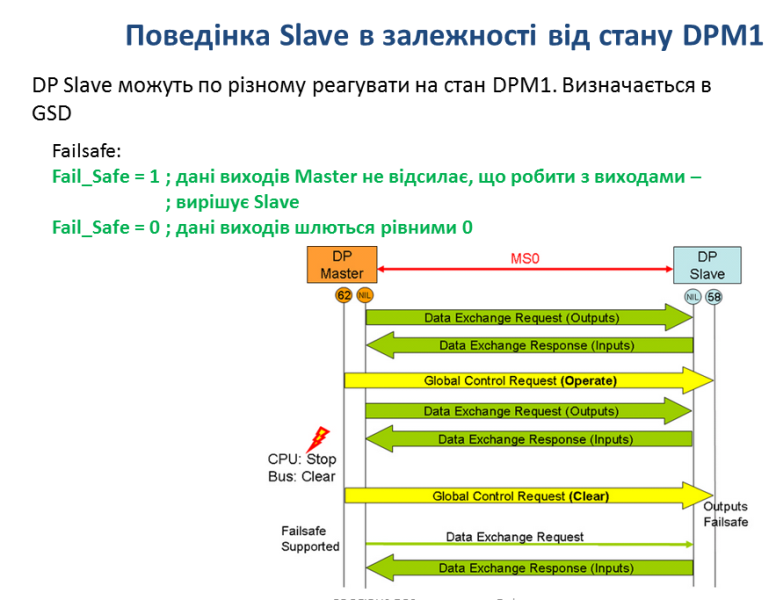 Поведінка Slave в залежності від стану DPM1
DP Slave можуть по різному реагувати на стан DPM1. Визначається в
GSD
Failsafe:
Fail_Safe = 1 ; дані виходів Master не відсилає, що робити з виходами –
; вирішує Slave
Fail_Safe = 0 ; дані виходів шлються рівними 0
DP
Master
MS0
DP
Slave
62
NIL
NIL
58
Data Exchange Request (Outputs)
Data Exchange Response (Inputs)
Global Control Request (Operate)
Data Exchange Request (Outputs)
Data Exchange Response (Inputs)
CPU: Stop
Bus: Clear
Global Control Request (Clear)
Outputs
Failsafe
Failsafe
Supported
Data Exchange Request
Data Exchange Response (Inputs)